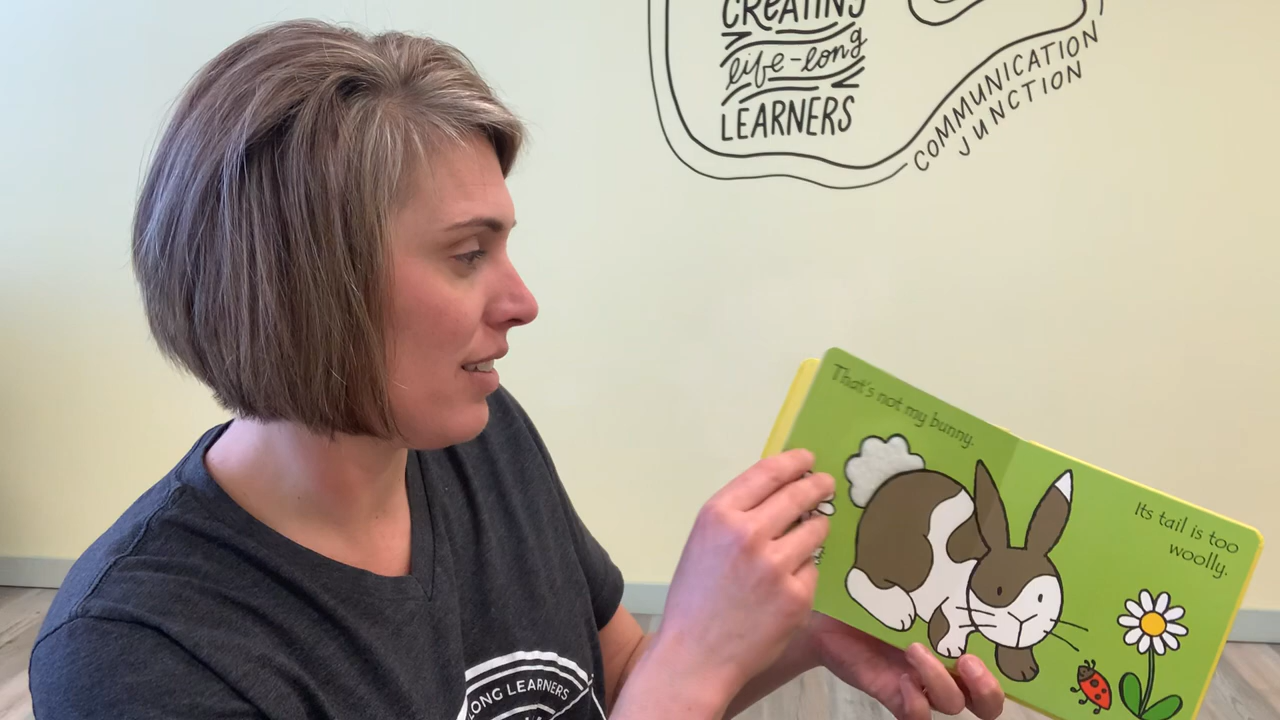 CREATING
life-long
LEARNERS
COMMUNICATION
JUNCTION
That's not my bunny.
Its tail is too
woolly.
LONG LEARNERS